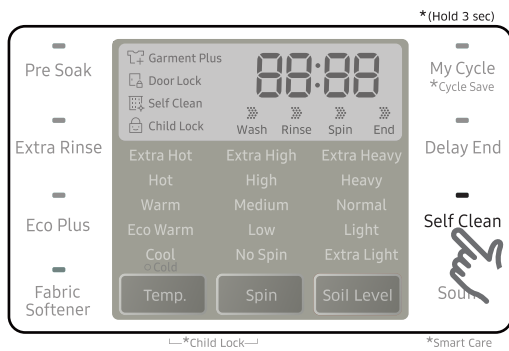 *(Hold 3 sec)
Pre Soak
Garment Plus
Door Lock
Self Clean
Child Lock
88:88
Wash Rinse Spin End
My Cycle
*Cycle Save
Extra Rinse
Extra Hot Extra High Extra Heavy
Delay End
Hot High Heavy
Warm Medium Normal
Eco Plus
Self Clean
Eco Warm Low Light
Cool No Spin Extra Light
Cold
Fabric
Softener
Temp. Spin Soil Level
*Child Lock
*Smart Care